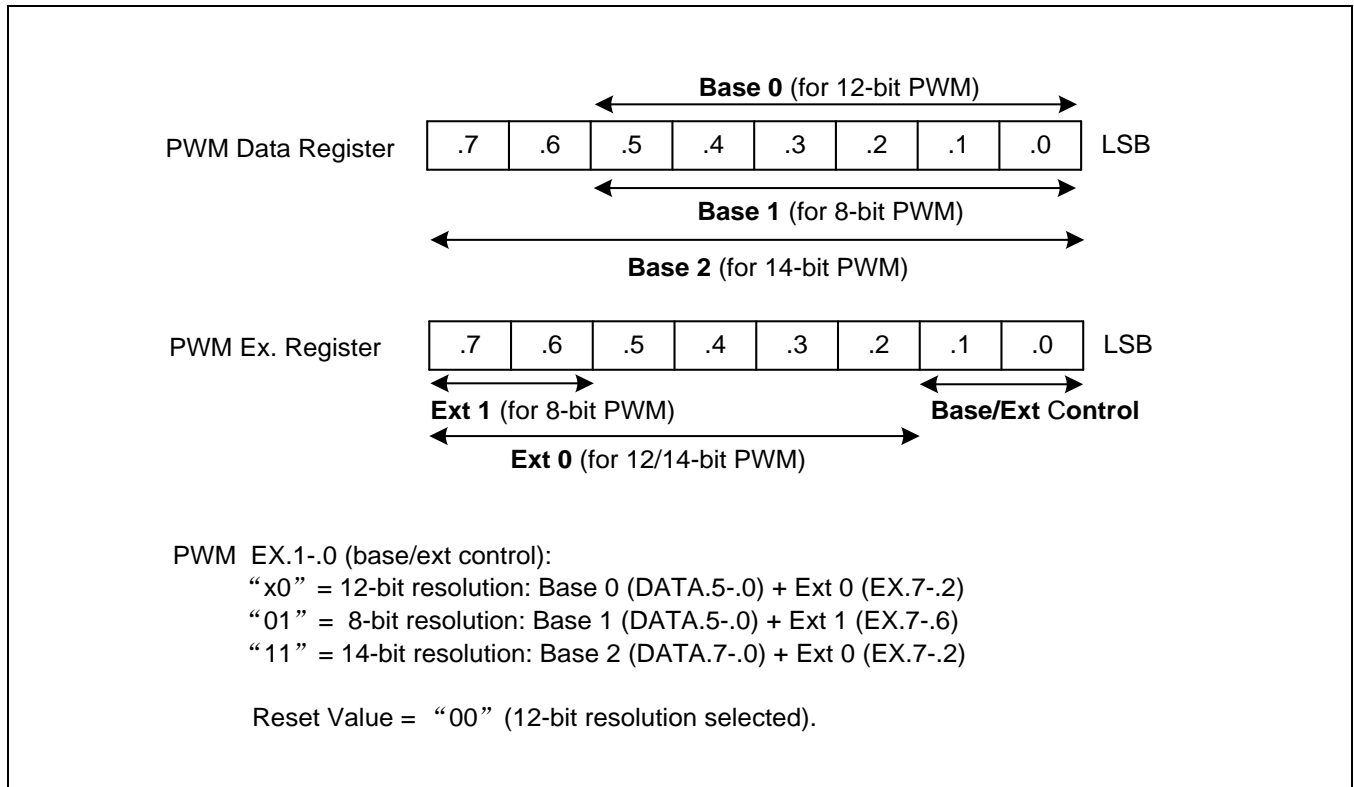 Base 0 (for 12-bit PWM)
PWM Data Register .7 .6 .5 .4 .3 .2 .1 .0 LSB
Base 1 (for 8-bit PWM)
Base 2 (for 14-bit PWM)
PWM Ex. Register .7 .6 .5 .4 .3 .2 .1 .0 LSB
Ext 1 (for 8-bit PWM) Base/Ext Control
Ext 0 (for 12/14-bit PWM)
PWM EX.1-.0 (base/ext control):
“x0” = 12-bit resolution: Base 0 (DATA.5-.0) + Ext 0 (EX.7-.2)
“01” = 8-bit resolution: Base 1 (DATA.5-.0) + Ext 1 (EX.7-.6)
“11” = 14-bit resolution: Base 2 (DATA.7-.0) + Ext 0 (EX.7-.2)
Reset Value = “00” (12-bit resolution selected).